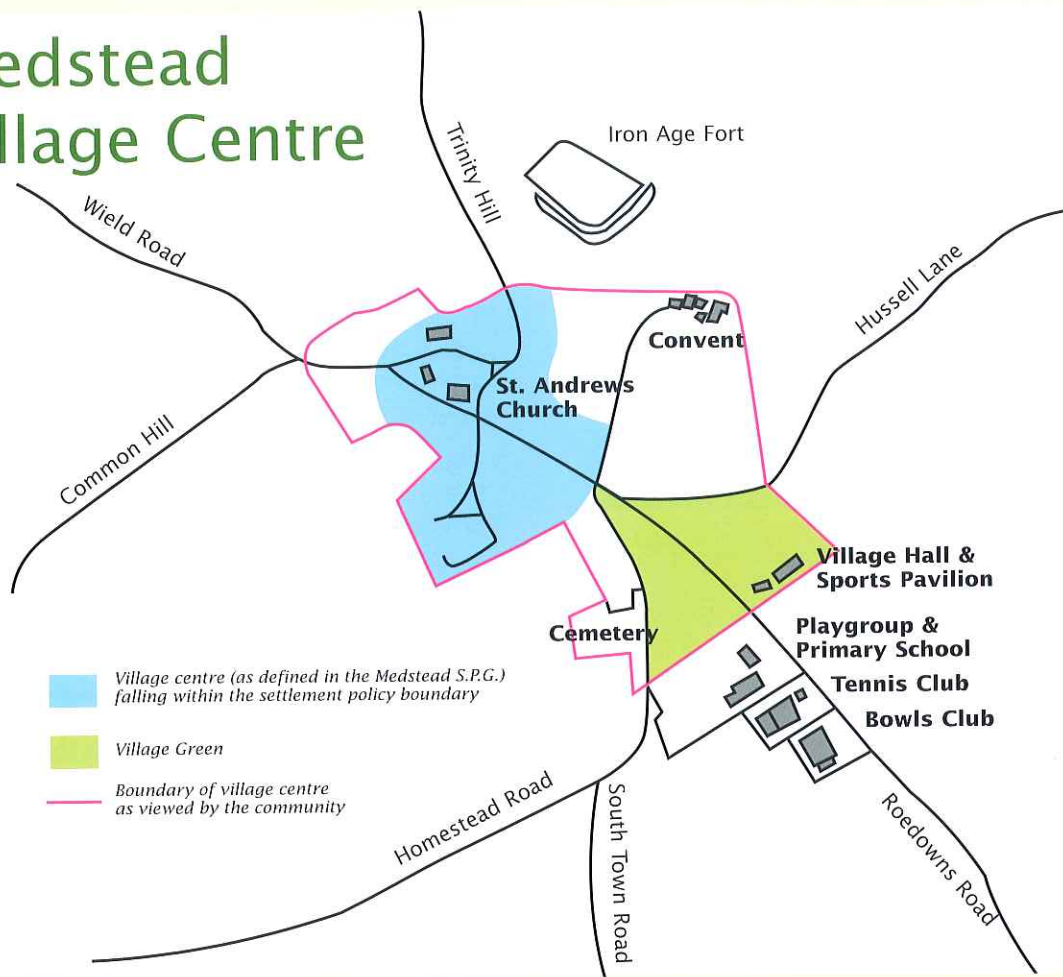 edstead
llage Centre
Iron Age Fort
Trinity Hill
Wield Road
Hussell Lane
Convent
St. Andrews
Church
Common Hill
Village Hall &
Sports Pavilion
Cemetery
Playgroup &
Primary School
Tennis Club
Bowls Club
Village centre (as defined in the Medstead S.P.G.)
falling within the settlement policy boundary
Village Green
Boundary of village centre
as viewed by the community
Homestead Road
South Town Road
Roedowns Road